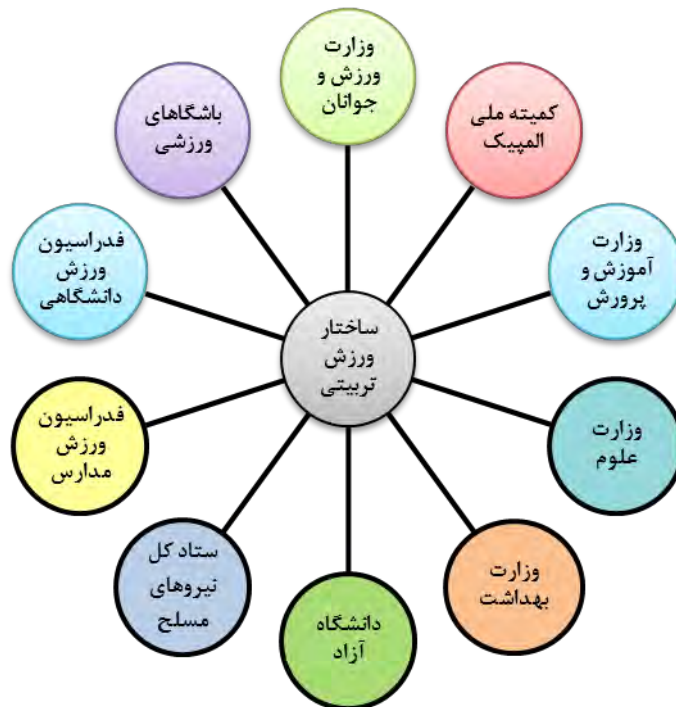 وزارت
ورزش و
جوانان
کمیته ملی
المپیک
وزارت
آموزش و
پرورش
وزارت
علوم
وزارت
بهداشت
دانشگاه
آزاد
ستاد کل
نیروهای
مسلح
فدراسیون
ورزش
مدارس
فدراسیون
ورزش
دانشگاهی
باشگاهای
ورزشی
ساختار
ورزش
تربیتی